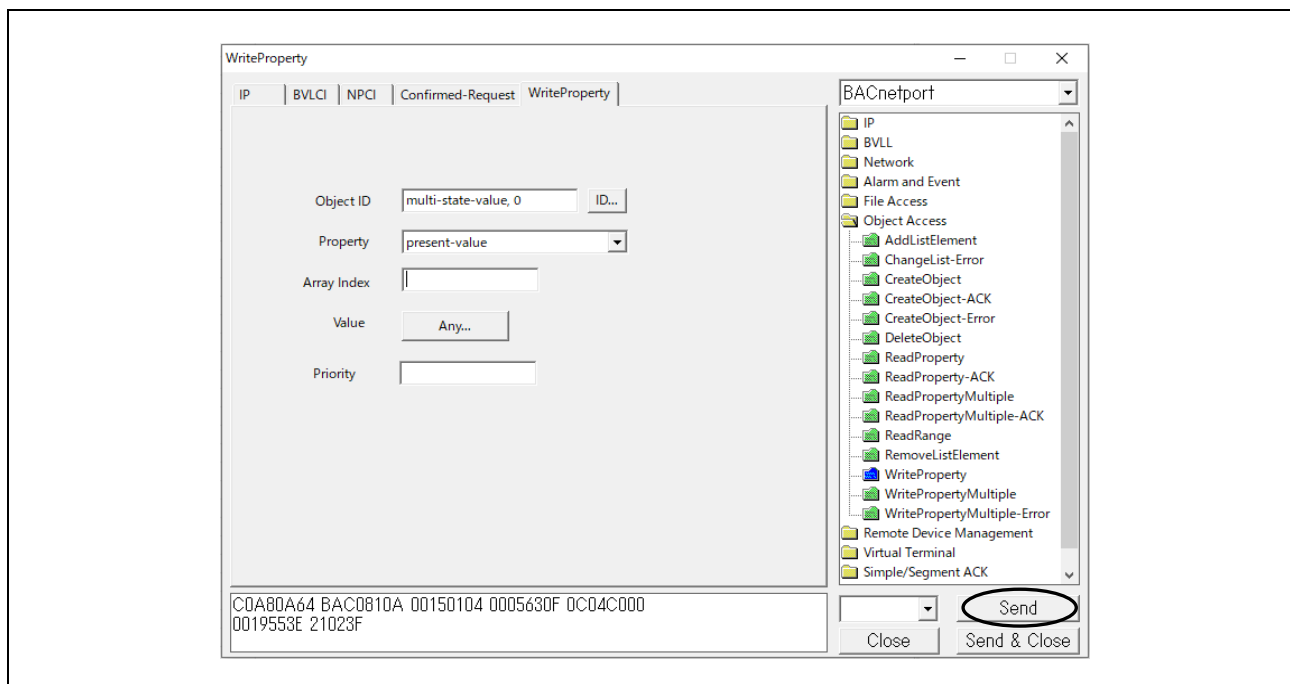 WriteProperty
IP BVLCI NPCI Confirmed-Request WriteProperty
Object ID multi-state-value, 0 ID...
Property present-value
Array Index
Value Any...
Priority
BACnetport
IP
BVLL
Network
Alarm and Event
File Access
Object Access
AddListElement
ChangeList-Error
CreateObject
CreateObject-ACK
CreateObject-Error
DeleteObject
ReadProperty
ReadProperty-ACK
ReadPropertyMultiple
ReadPropertyMultiple-ACK
ReadRange
RemoveListElement
WriteProperty
WritePropertyMultiple
WritePropertyMultiple-Error
Remote Device Management
Virtual Terminal
Simple/Segment ACK
C0A80A64 BAC0810A 00150104 0005630F 0C04C000
0019553E 21023F
Send
Close Send & Close